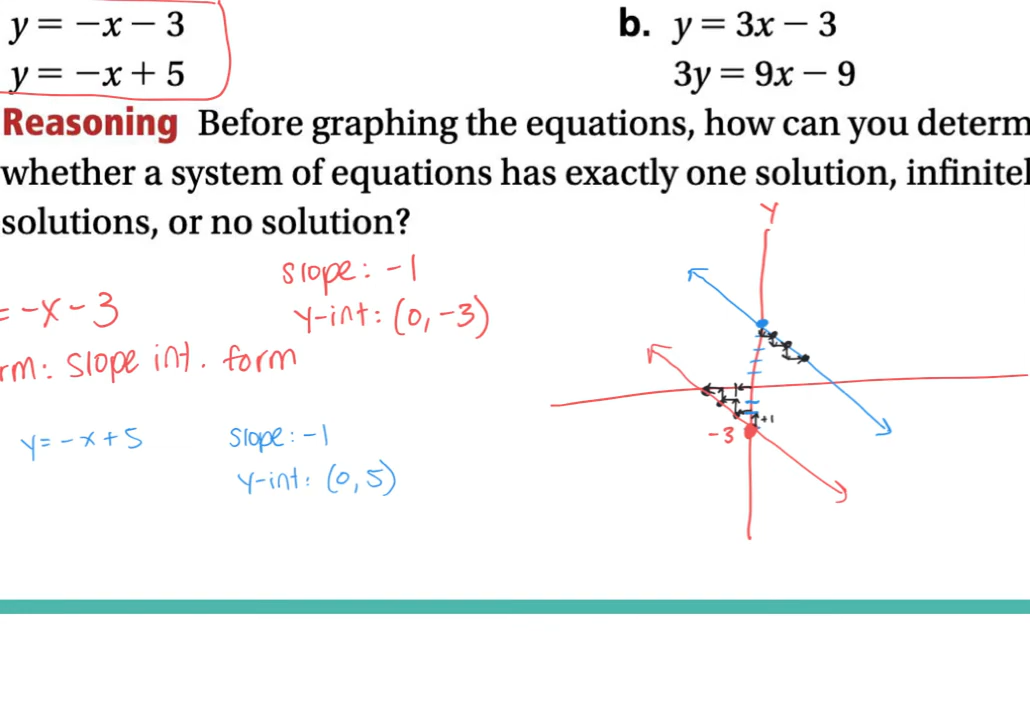 y = −x − 3
y = −x + 5
b. y = 3x − 3
3y = 9x − 9
Reasoning Before graphing the equations, how can you determ
whether a system of equations has exactly one solution, infinitel
solutions, or no solution?
= -x - 3
slope: -1
y-int: (0, -3)
rm: slope int. form
y = -x + 5
slope: -1
y-int: (0, 5)
Y
+1
-3